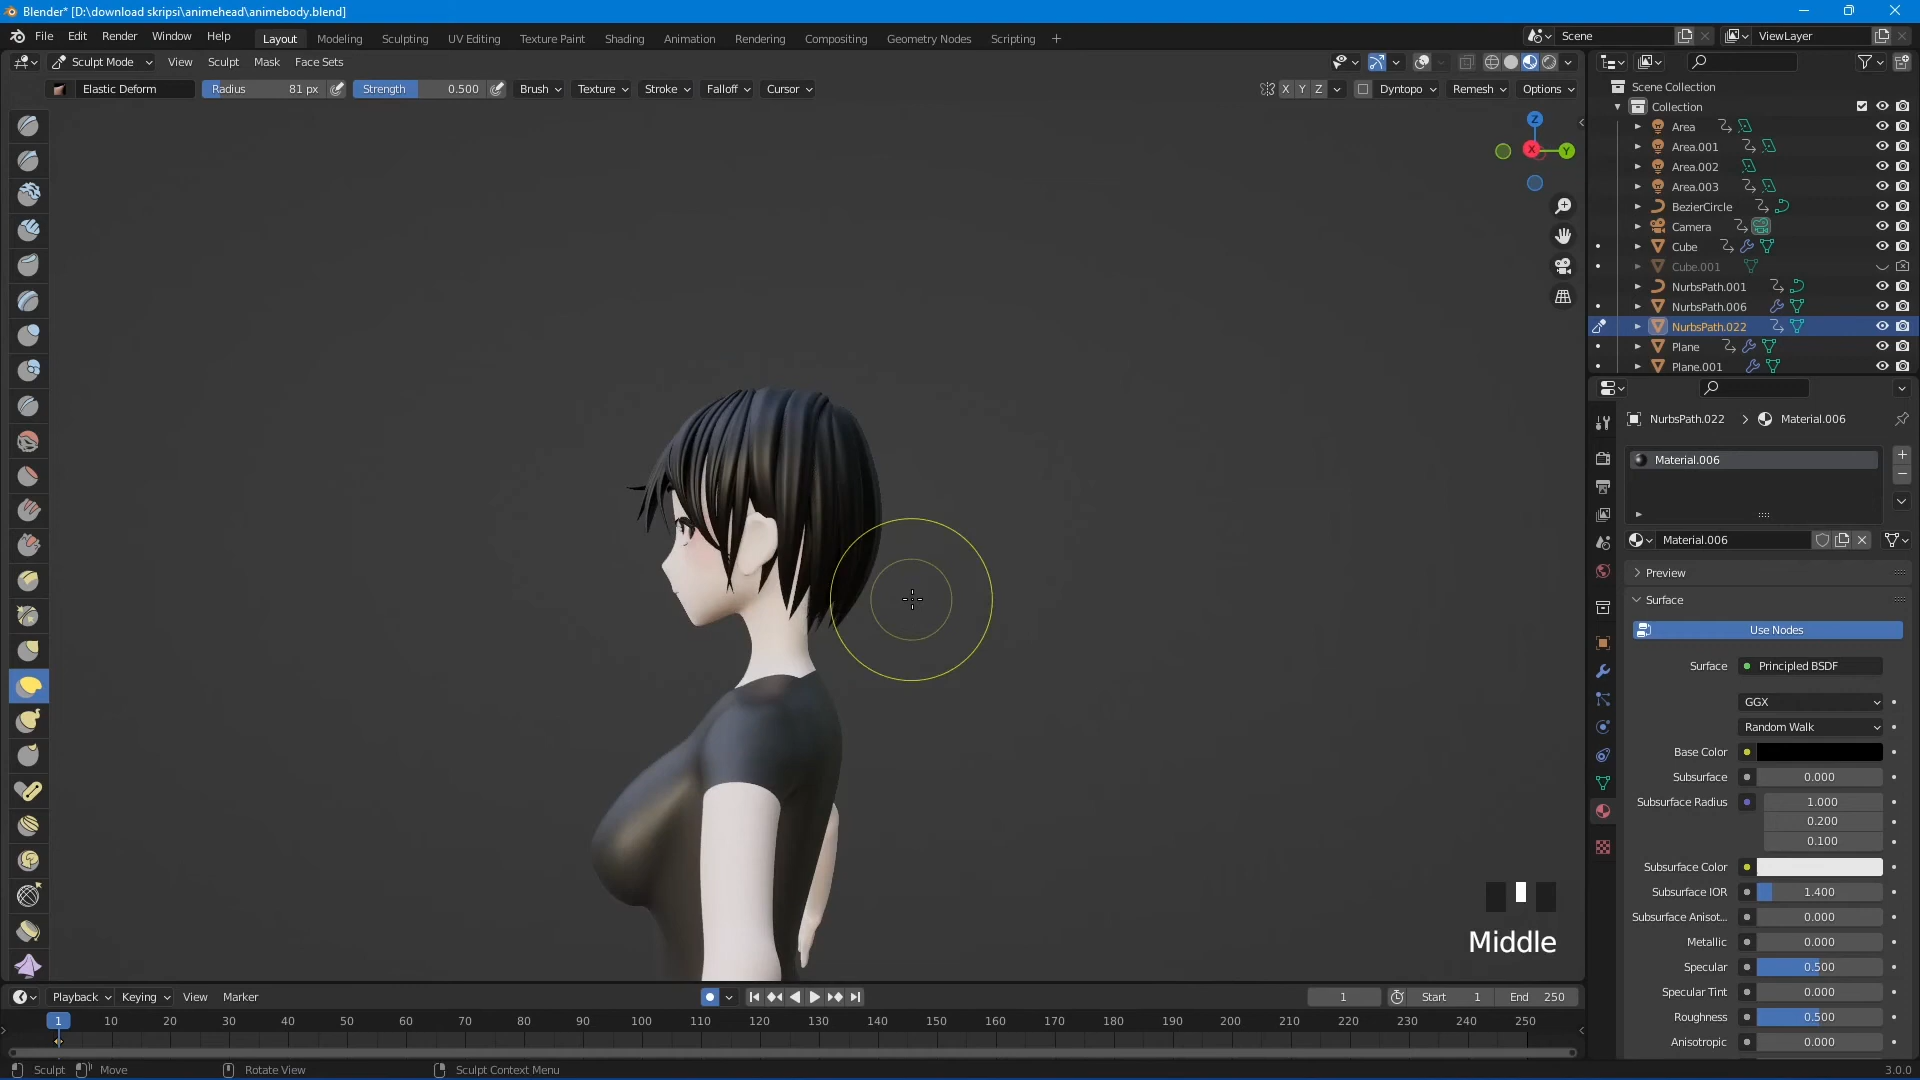 Blender* [D:\download skripsi\animehead\animebody.blend]
File Edit Render Window Help Layout Modeling Sculpting UV Editing Texture Paint Shading Animation Rendering Compositing Geometry Nodes Scripting + Scene ViewLayer
Sculpt Mode View Sculpt Mask Face Sets
Elastic Deform Radius 81 px Strength 0.500 Brush Texture Stroke Falloff Cursor X Y Z Dyntopo Remesh Options
Z
X
Y
Scene Collection
Collection
Area
Area.001
Area.002
Area.003
BezierCircle
Camera
Cube
Cube.001
NurbsPath.001
NurbsPath.006
NurbsPath.022
Plane
Plane.001
NurbsPath.022 > Material.006
Material.006
Material.006
Preview
Surface
Use Nodes
Surface Principled BSDF
GGX
Random Walk
Base Color
Subsurface 0.000
Subsurface Radius 1.000
0.200
0.100
Subsurface Color
Subsurface IOR 1.400
Subsurface Anisot... 0.000
Metallic 0.000
Specular 0.500
Specular Tint 0.000
Roughness 0.500
Anisotropic 0.000
Middle
Playback Keying View Marker 1 Start 1 End 250
1 10 20 30 40 50 60 70 80 90 100 110 120 130 140 150 160 170 180 190 200 210 220 230 240 250
Sculpt Move Rotate View Sculpt Context Menu 3.0.0